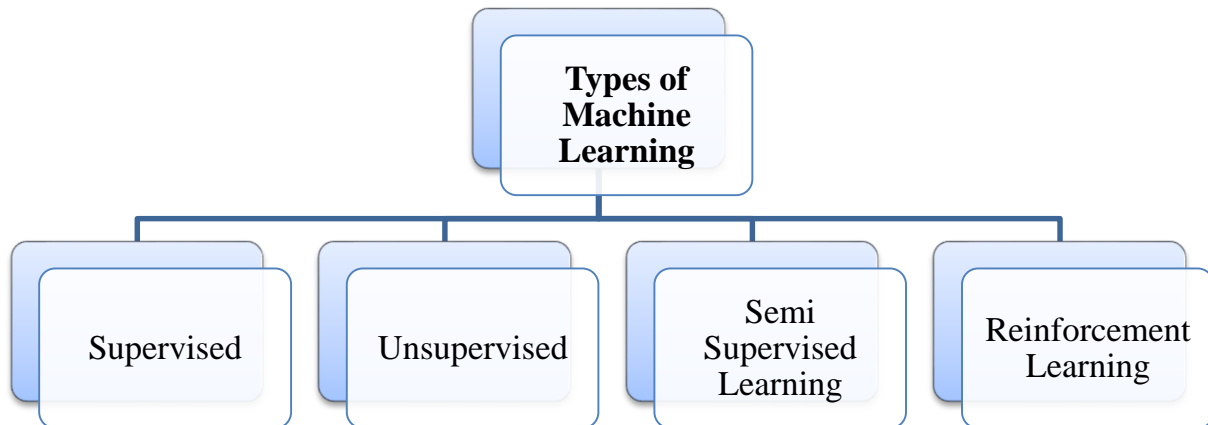 Types of
Machine
Learning
Supervised
Unsupervised
Semi
Supervised
Learning
Reinforcement
Learning